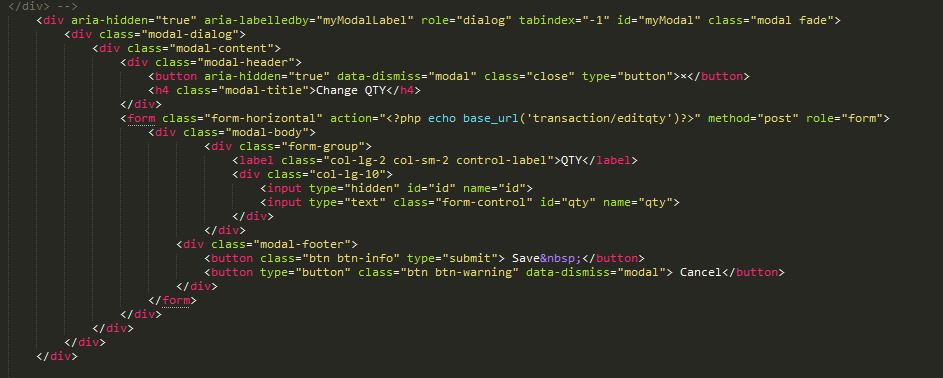 </div> -->
<div aria-hidden="true" aria-labelledby="myModalLabel" role="dialog" tabindex="-1" id="myModal" class="modal fade">
<div class="modal-dialog">
<div class="modal-content">
<div class="modal-header">
<button aria-hidden="true" data-dismiss="modal" class="close" type="button">×</button>
<h4 class="modal-title">Change QTY</h4>
</div>
<form class="form-horizontal" action="<?php echo base_url('transaction/editqty')?>" method="post" role="form">
<div class="modal-body">
<div class="form-group">
<label class="col-lg-2 col-sm-2 control-label">QTY</label>
<div class="col-lg-10">
<input type="hidden" id="id" name="id">
<input type="text" class="form-control" id="qty" name="qty">
</div>
</div>
<div class="modal-footer">
<button class="btn btn-info" type="submit"> Save&nbsp;</button>
<button type="button" class="btn btn-warning" data-dismiss="modal"> Cancel</button>
</div>
</form>
</div>
</div>
</div>
</div>